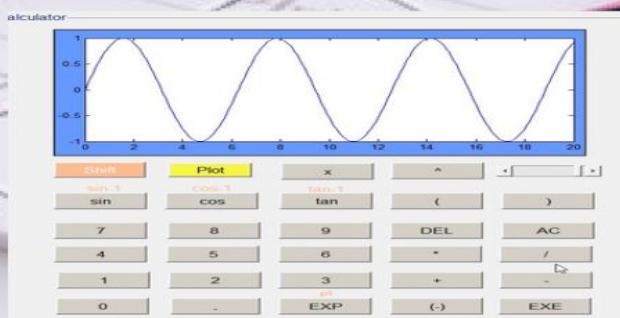 alculator
1
0.5
0
-0.5
-1
0 2 4 6 8 10 12 14 16 18 20
Shift Plot x ^
sin-1 cos-1 tan-1
sin cos tan ( )
7 8 9 DEL AC
4 5 6 * /
1 2 3 + -
pi
0 . EXP (-) EXE